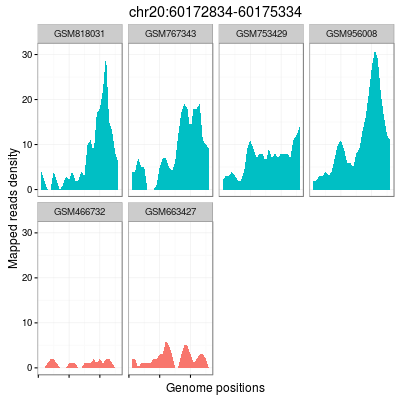 chr20:60172834-60175334
GSM818031 GSM767343 GSM753429 GSM956008
30
20
10
0
Mapped reads density
GSM466732 GSM663427
30
20
10
0
Genome positions